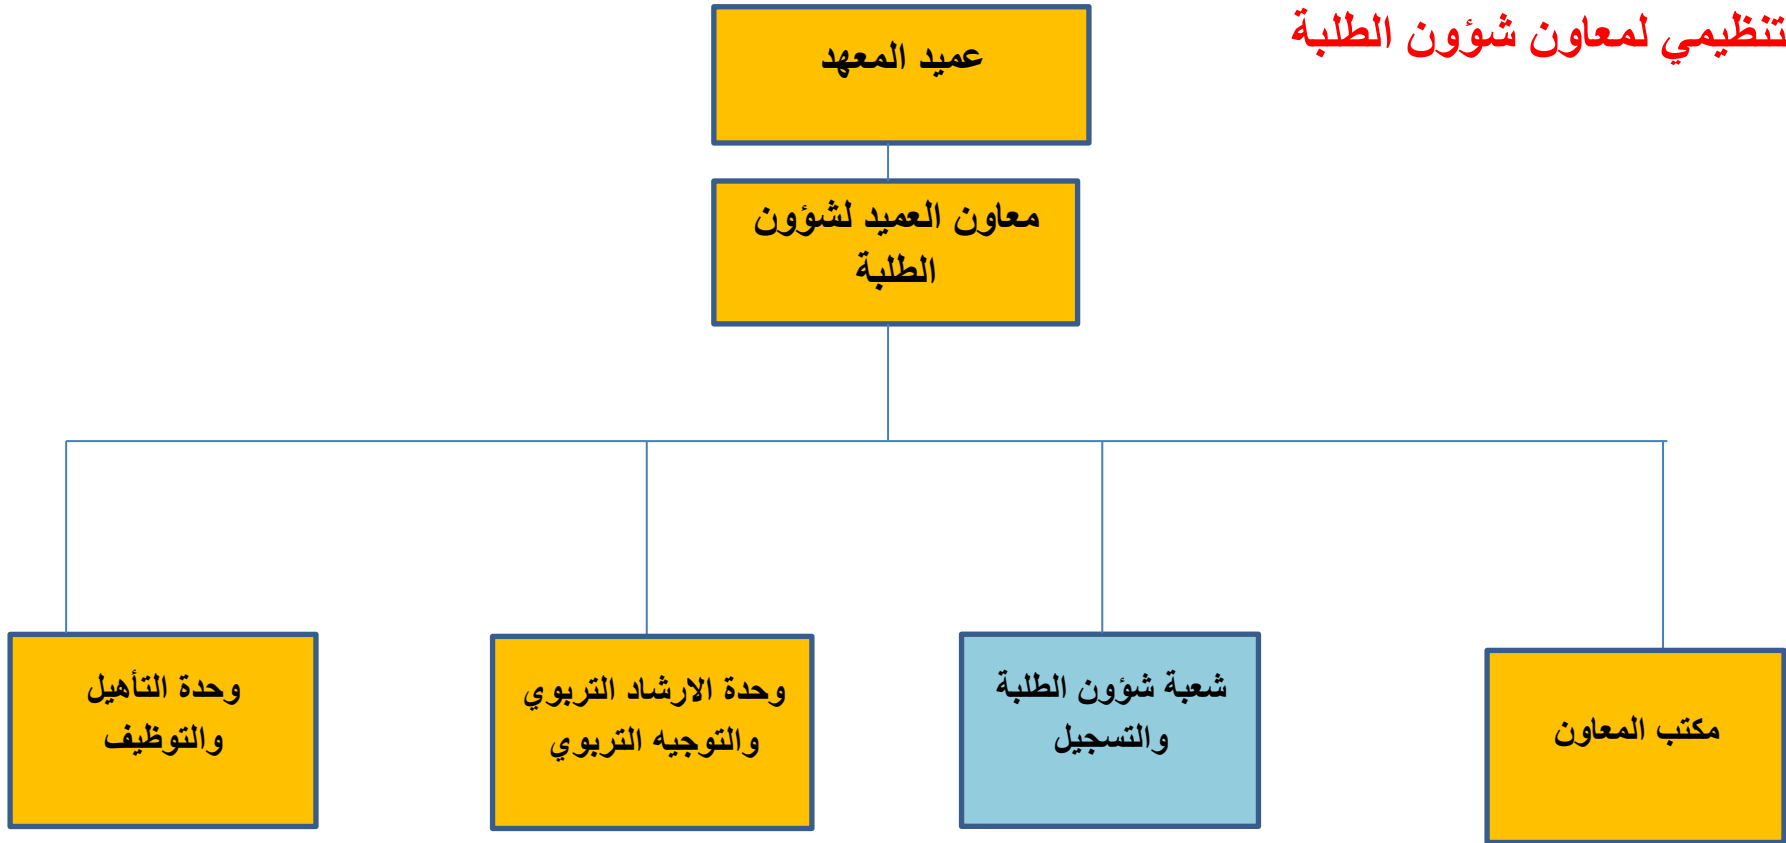 تنظيمي لمعاون شؤون الطلبة
عميد المعهد
معاون العميد لشؤون
الطلبة
مكتب المعاون
شعبة شؤون الطلبة
والتسجيل
وحدة الارشاد التربوي
والتوجيه التربوي
وحدة التأهيل
والتوظيف